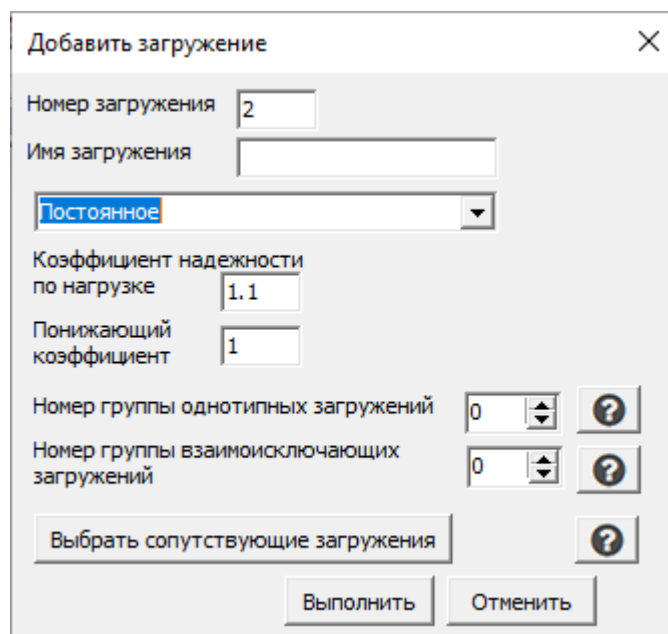 Добавить загружение
Номер загружения 2
Имя загружения
Постоянное
Коэффициент надежности
по нагрузке 1.1
Понижающий
коэффициент 1
Номер группы однотипных загружений 0
Номер группы взаимоисключающих
загружений 0
Выбрать сопутствующие загружения
Выполнить Отменить